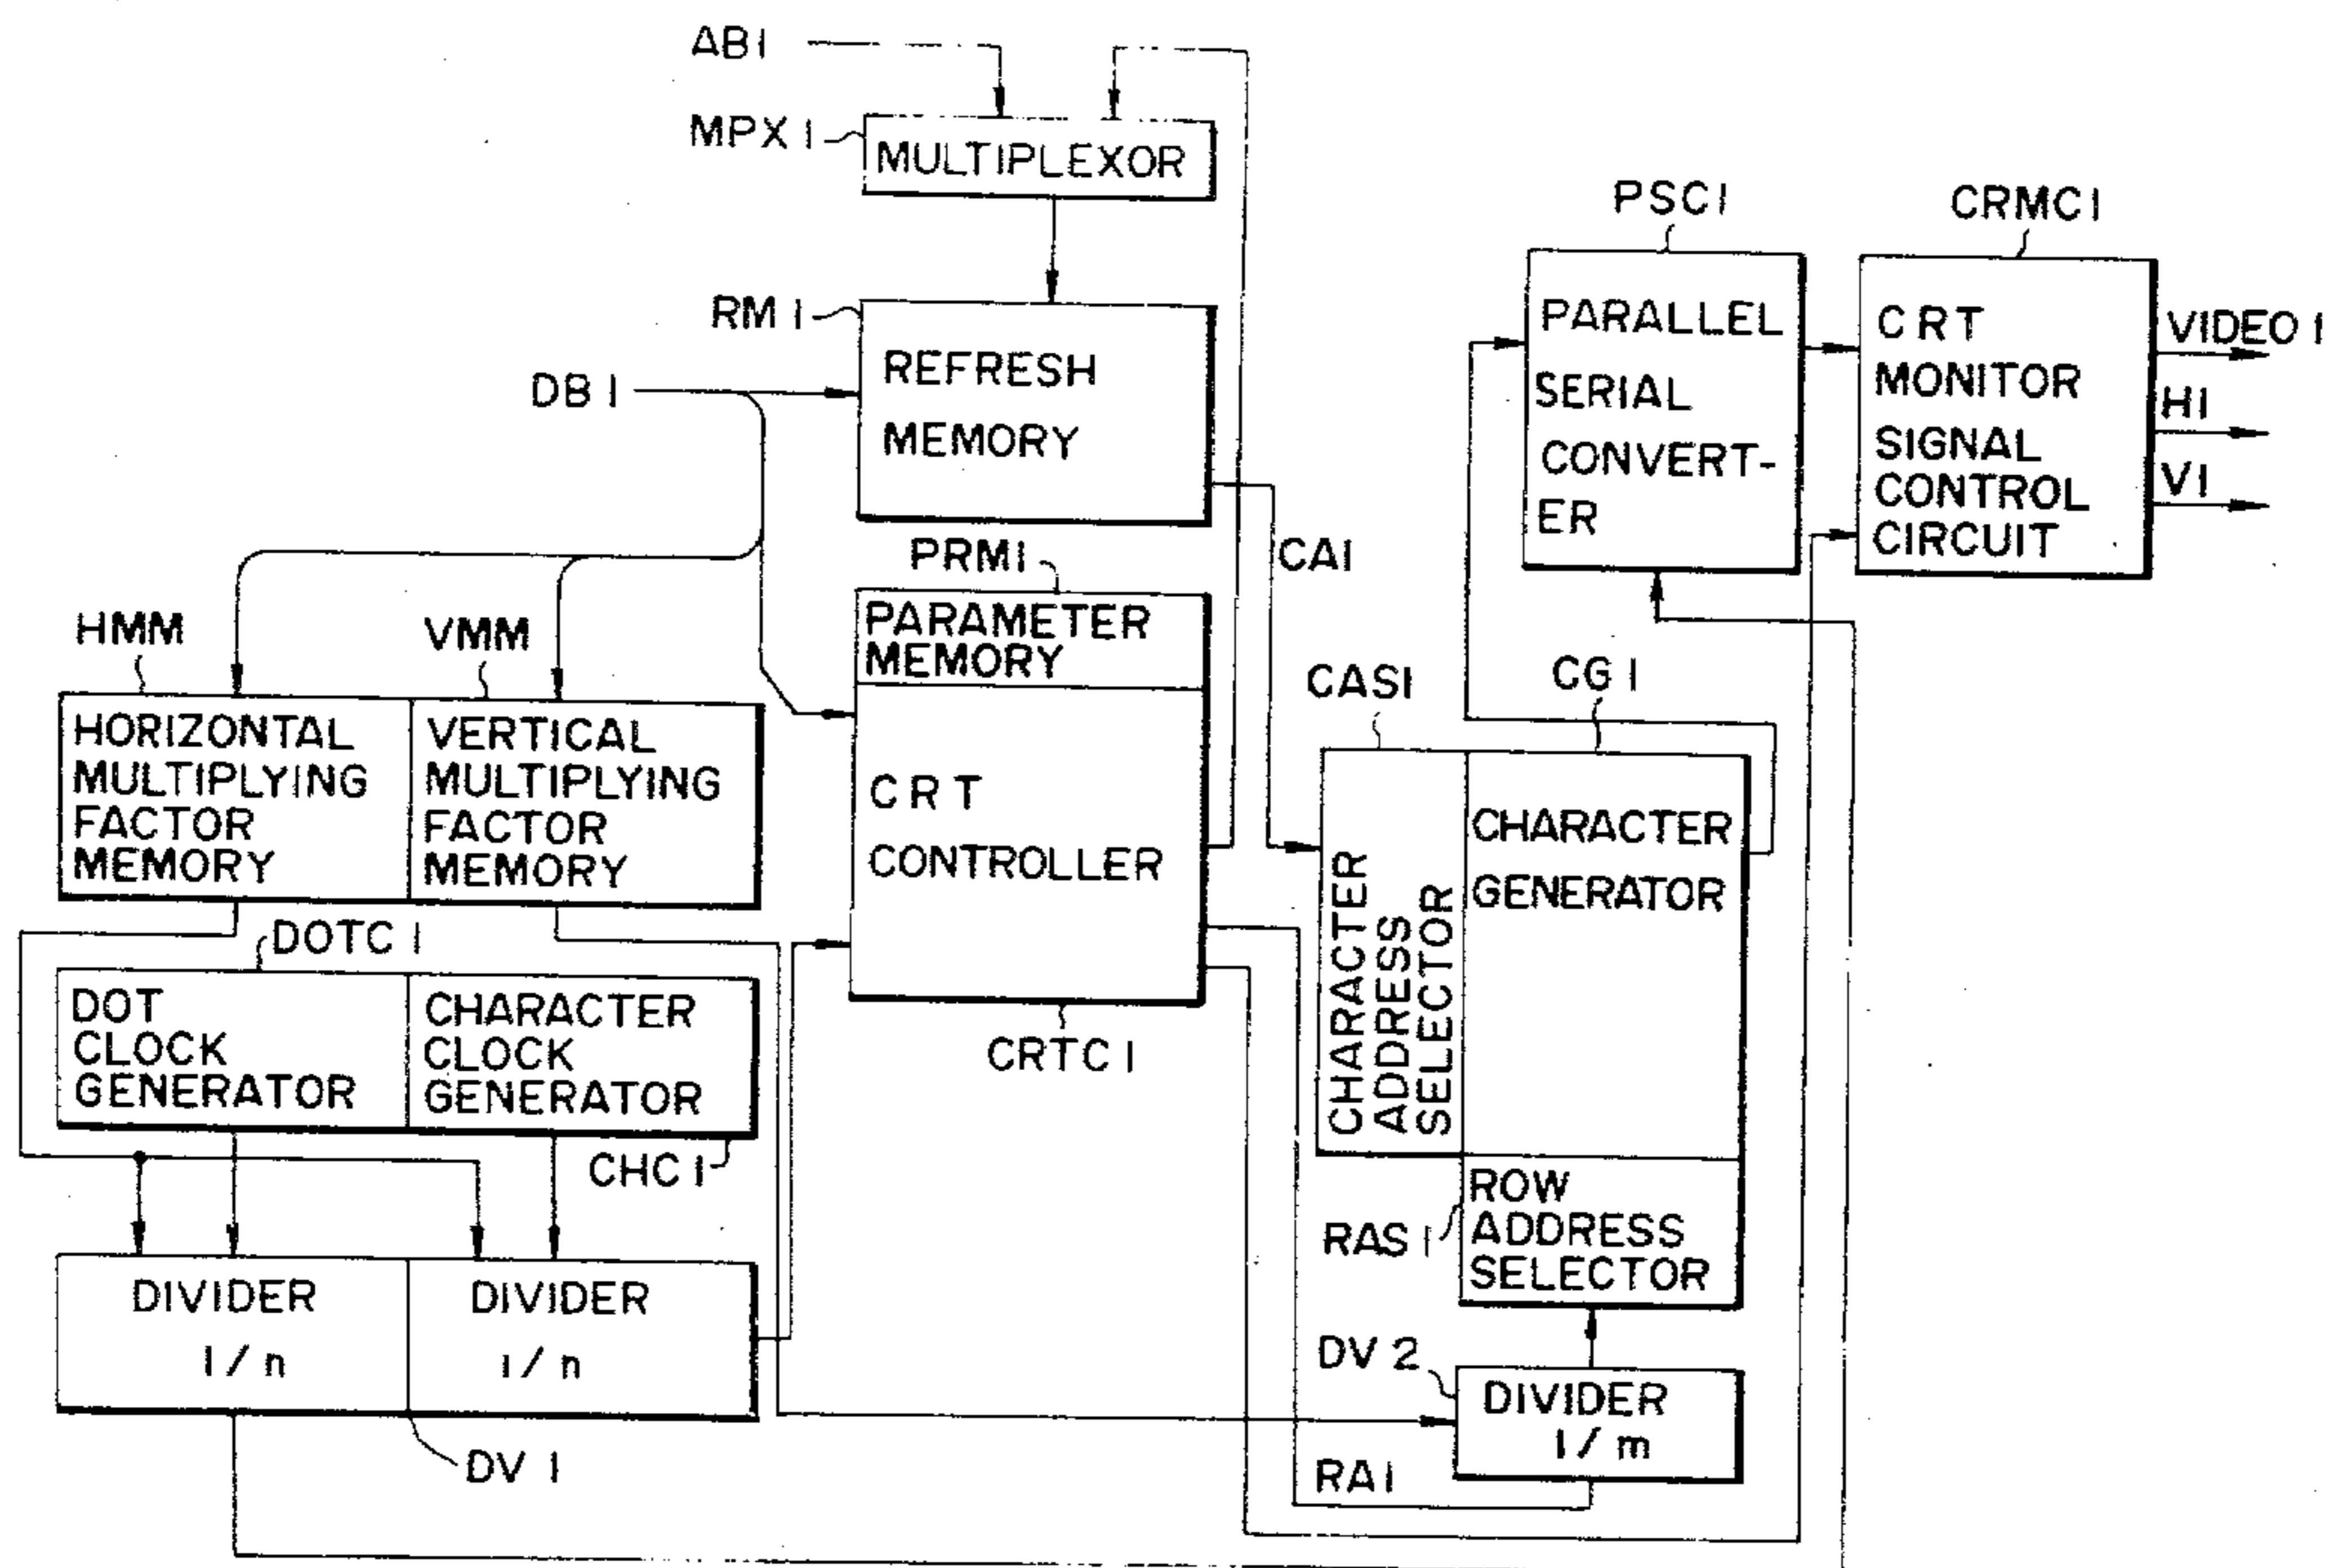 AB1
MPX1
MULTIPLEXOR
PSC1
CRMC1
RM1
REFRESH
MEMORY
DB1
PARALLEL
SERIAL
CONVERT-
ER
CRT
MONITOR
SIGNAL
CONTROL
CIRCUIT
VIDEO1
H1
V1
CA1
PRM1
PARAMETER
MEMORY
CRT
CONTROLLER
CRTC1
HMM
VMM
HORIZONTAL
MULTIPLYING
FACTOR
MEMORY
VERTICAL
MULTIPLYING
FACTOR
MEMORY
DOTC1
DOT
CLOCK
GENERATOR
CHARACTER
CLOCK
GENERATOR
CHC1
DIVIDER
1/n
DIVIDER
1/n
DV1
CAS1
CG1
CHARACTER
ADDRESS
SELECTOR
CHARACTER
GENERATOR
RAS1
ROW
ADDRESS
SELECTOR
DV2
DIVIDER
1/m
RA1